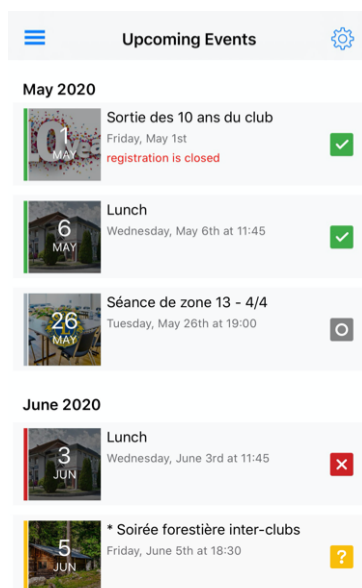 Upcoming Events
May 2020
Sortie des 10 ans du club
1
MAY
Friday, May 1st
registration is closed
Lunch
6
MAY
Wednesday, May 6th at 11:45
Séance de zone 13 - 4/4
26
MAY
Tuesday, May 26th at 19:00
June 2020
Lunch
3
JUN
Wednesday, June 3rd at 11:45
* Soirée forestière inter-clubs
5
JUN
Friday, June 5th at 18:30
?